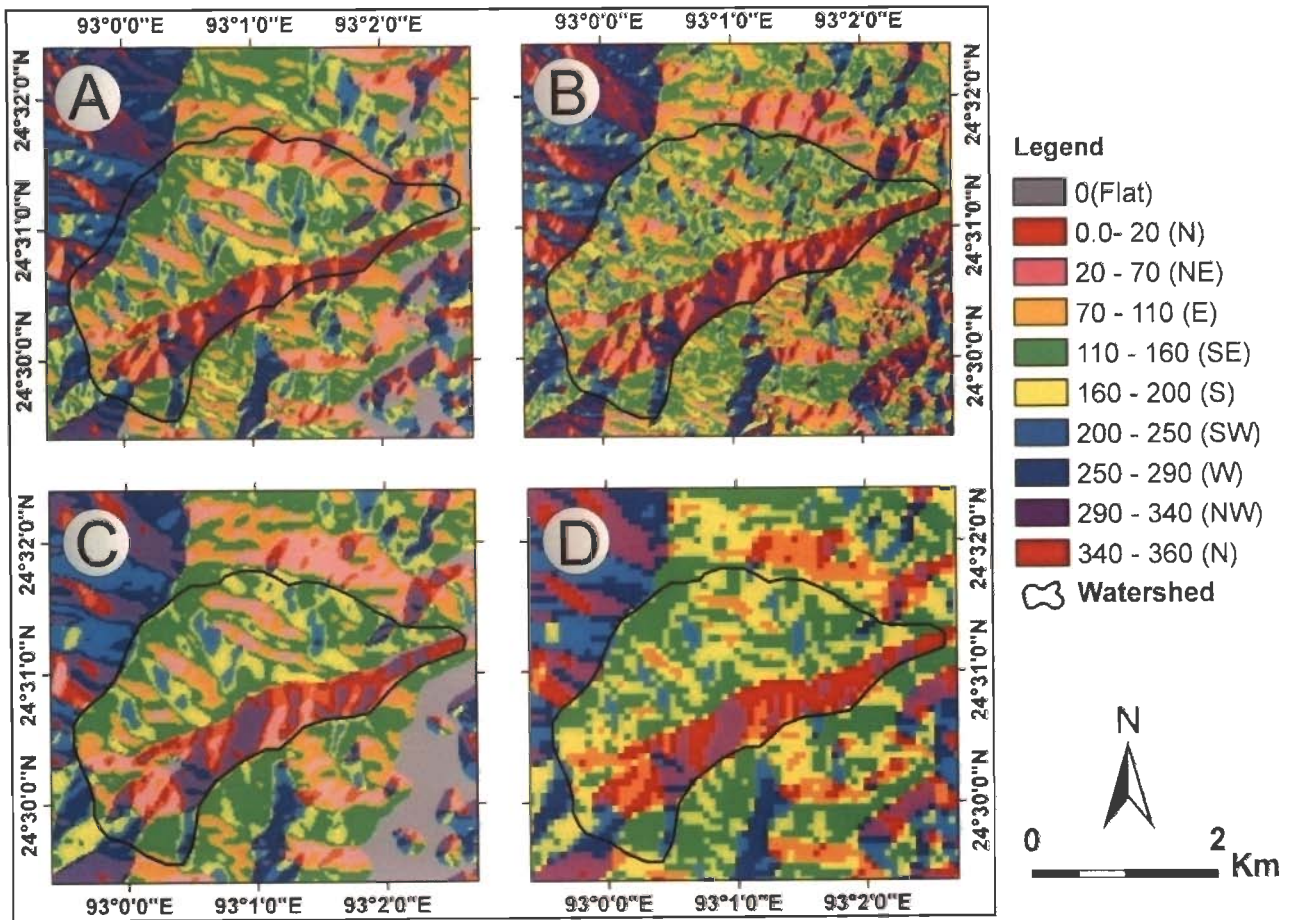 93°0'0"E 93°1'0"E 93°2'0"E 93°0'0"E 93°1'0"E 93°2'0"E
24°32'0"N
24°31'0"N
24°30'0"N
A
B
24°32'0"N
24°31'0"N
24°30'0"N
24°32'0"N
24°31'0"N
24°30'0"N
C
D
24°32'0"N
24°31'0"N
24°30'0"N
93°0'0"E 93°1'0"E 93°2'0"E 93°0'0"E 93°1'0"E 93°2'0"E
Legend
0(Flat)
0.0- 20 (N)
20 - 70 (NE)
70 - 110 (E)
110 - 160 (SE)
160 - 200 (S)
200 - 250 (SW)
250 - 290 (W)
290 - 340 (NW)
340 - 360 (N)
Watershed
N
0 2
Km